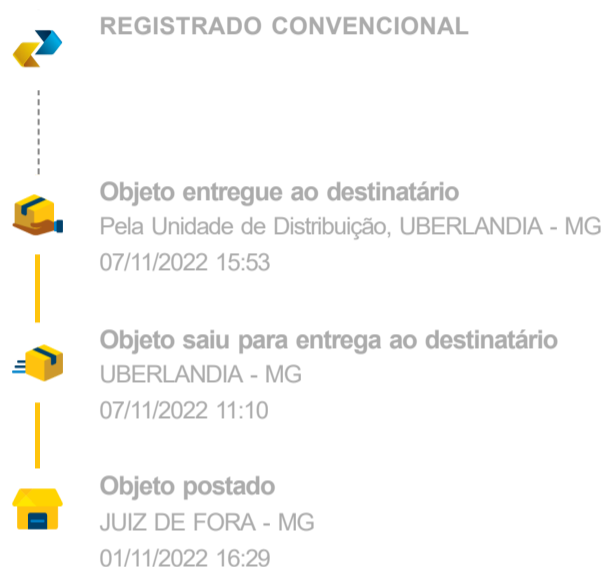 REGISTRADO CONVENCIONAL
Objeto entregue ao destinatário
Pela Unidade de Distribuição, UBERLANDIA - MG
07/11/2022 15:53
Objeto saiu para entrega ao destinatário
UBERLANDIA - MG
07/11/2022 11:10
Objeto postado
JUIZ DE FORA - MG
01/11/2022 16:29